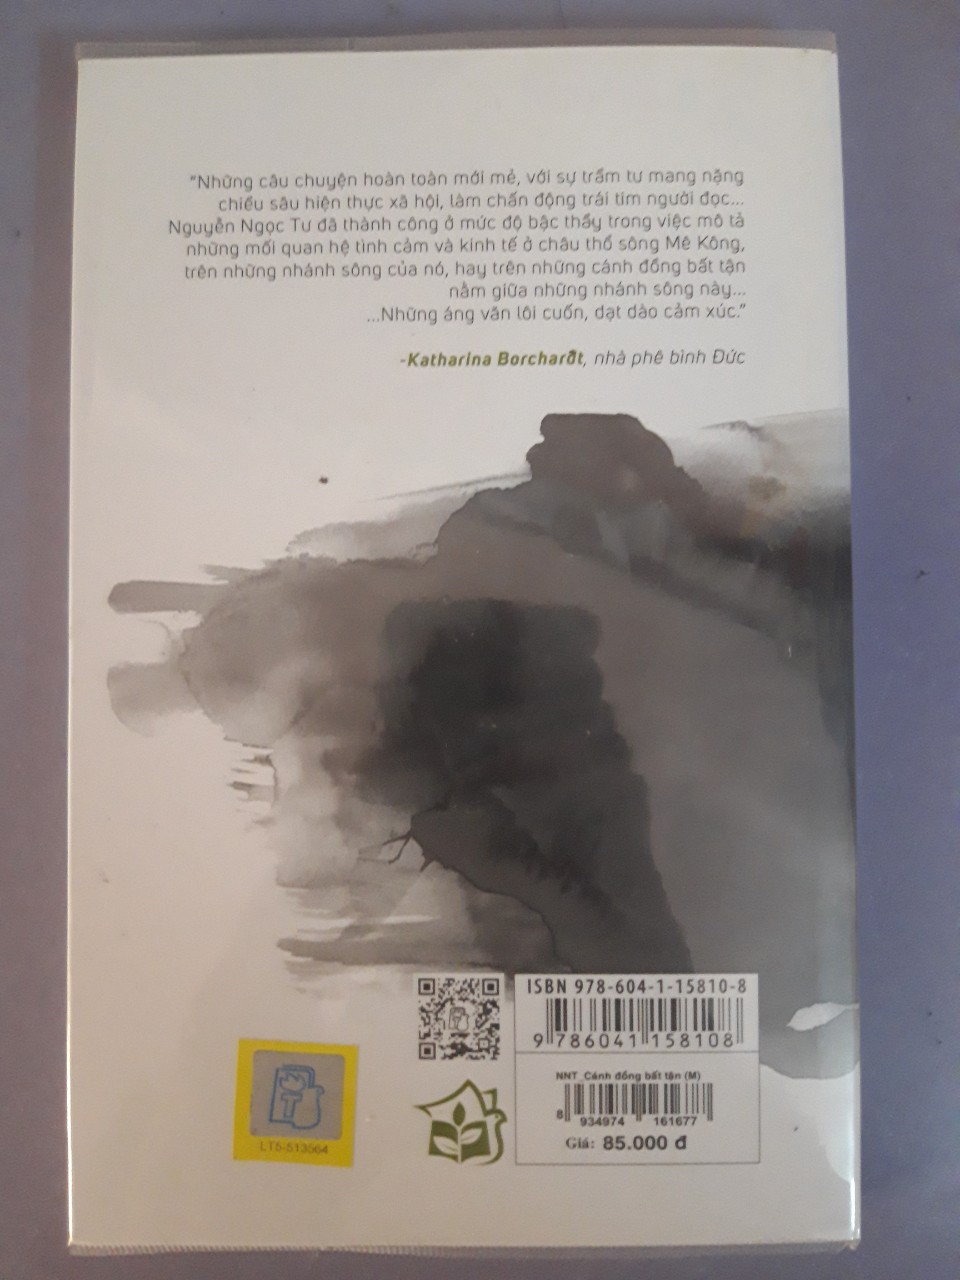 “Những câu chuyện hoàn toàn mới mẻ, với sự trầm tư mang nặng
chiều sâu hiện thực xã hội, làm chấn động trái tim người đọc...
Nguyễn Ngọc Tư đã thành công ở mức độ bậc thầy trong việc mô tả
những mối quan hệ tình cảm và kinh tế ở châu thổ sông Mê Kông,
trên những nhánh sông của nó, hay trên những cánh đồng bất tận
nằm giữa những nhánh sông này...
...Những áng văn lôi cuốn, dạt dào cảm xúc.”
-Katharina Borchardt, nhà phê bình Đức
ISBN 978-604-1-15810-8
9 786041 158108
NNT_Cánh đồng bất tận (M)
8 934974 161677
Giá: 85.000 đ
T
LT5-513564